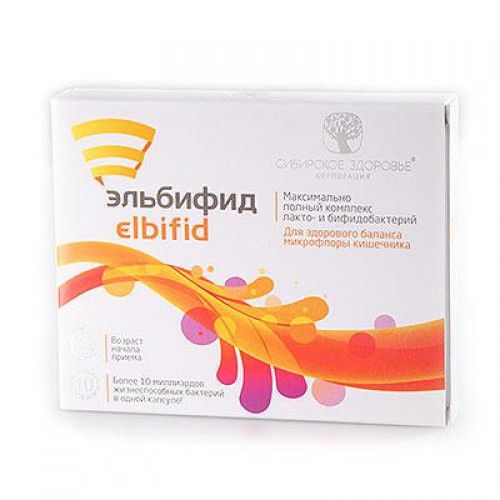 СИБИРСКОЕ ЗДОРОВЬЕ®
КОРПОРАЦИЯ
эльбифид
Elbifid
Максимально
полный комплекс
лакто- и бифидобактерий
Для здорового баланса
микрофлоры кишечника
Возраст
начала
приема
10
Более 10 миллиардов
жизнеспособных бактерий
в одной капсуле!